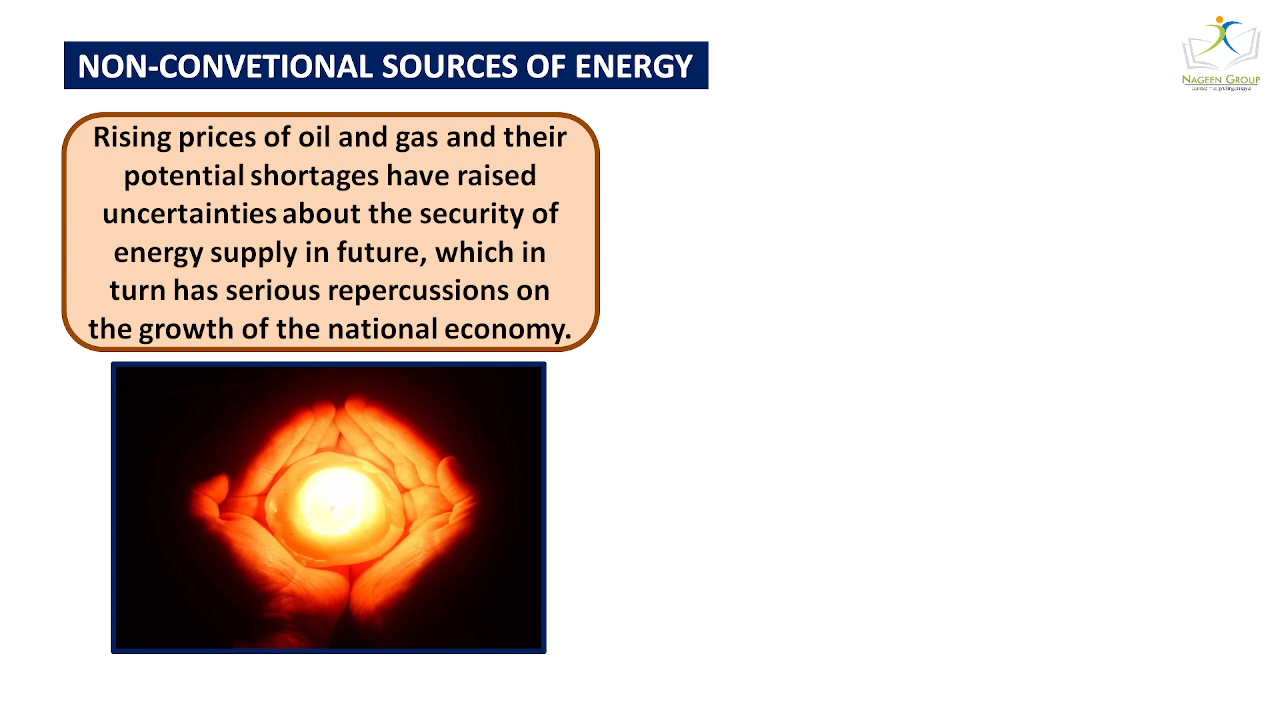 NON-CONVETIONAL SOURCES OF ENERGY
NAGEEN GROUP
Rising prices of oil and gas and their
potential shortages have raised
uncertainties about the security of
energy supply in future, which in
turn has serious repercussions on
the growth of the national economy.